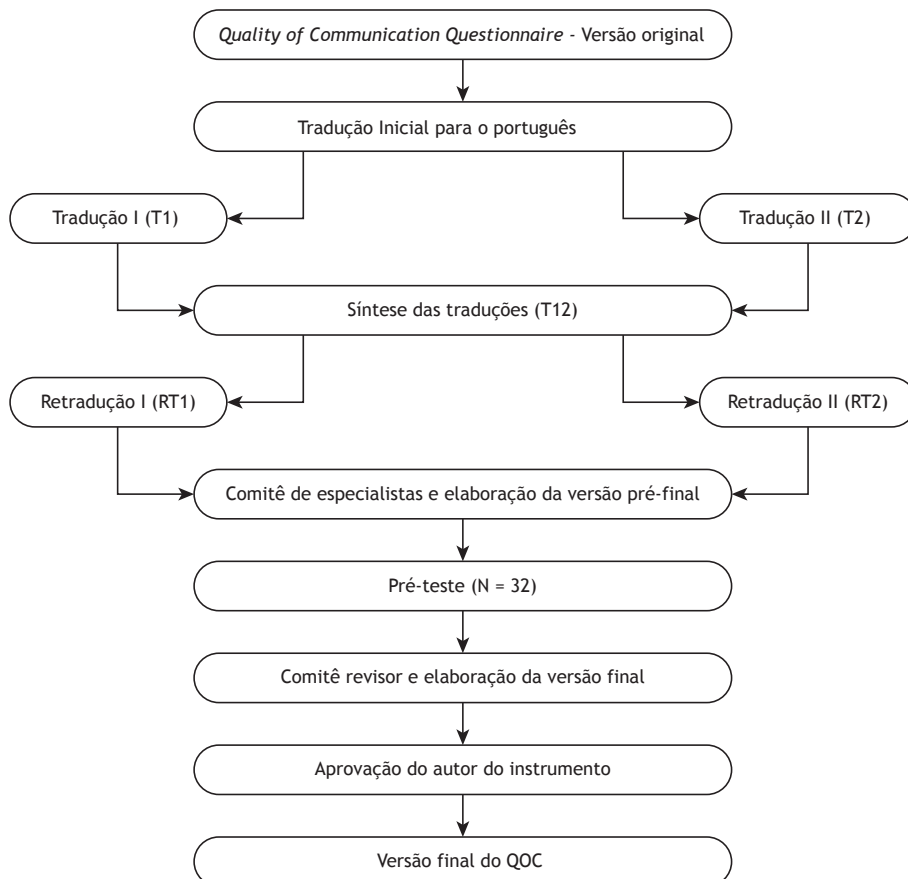 Quality of Communication Questionnaire - Versão original
Tradução Inicial para o português
Tradução I (T1)
Tradução II (T2)
Síntese das traduções (T12)
Retradução I (RT1)
Retradução II (RT2)
Comitê de especialistas e elaboração da versão pré-final
Pré-teste (N = 32)
Comitê revisor e elaboração da versão final
Aprovação do autor do instrumento
Versão final do QOC